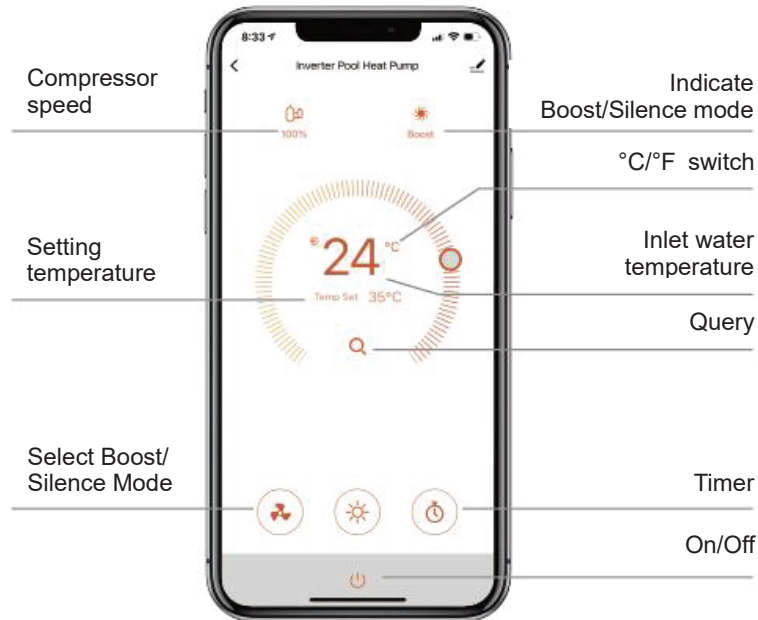 8:33
Inverter Pool Heat Pump
Compressor
speed
Indicate
Boost/Silence mode
100%
Boost
°C/°F switch
24 °C
Setting
temperature
Inlet water
temperature
Temp Set 35°C
Query
Select Boost/
Silence Mode
Timer
On/Off